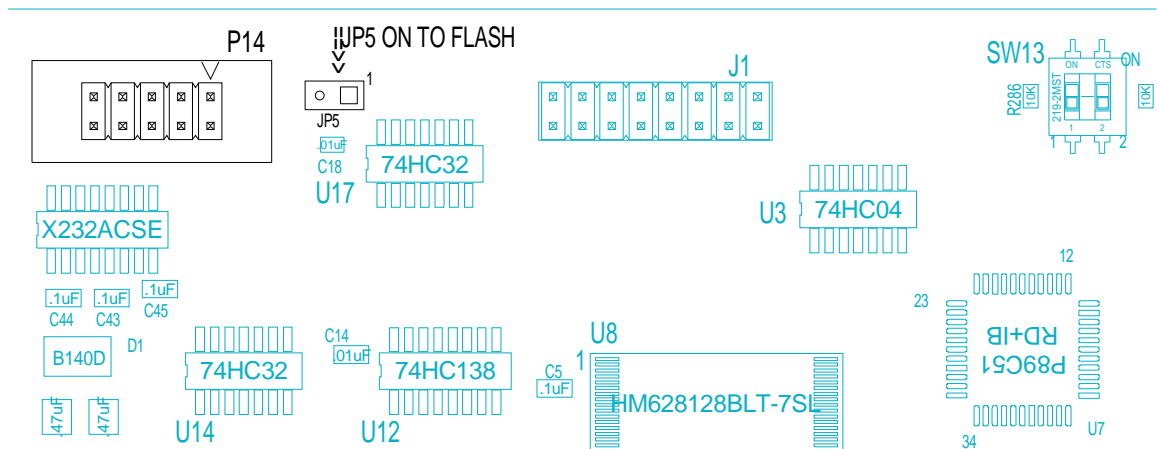 P14
JP5 ON TO FLASH
1
JP5
.01uF
C18
U17
74HC32
J1
SW13
ON
ON CTS
R286
10K
219-2MST
10K
1 2
1 2
X232ACSE
U3
74HC04
.1uF
.1uF
.1uF
C44
C43
C45
B140D
D1
.47uF
.47uF
74HC32
U14
C14
.01uF
74HC138
U12
C5
.1uF
U8
1
HM628128BLT-7SL
12
23
P89C51
RD+IB
34
U7